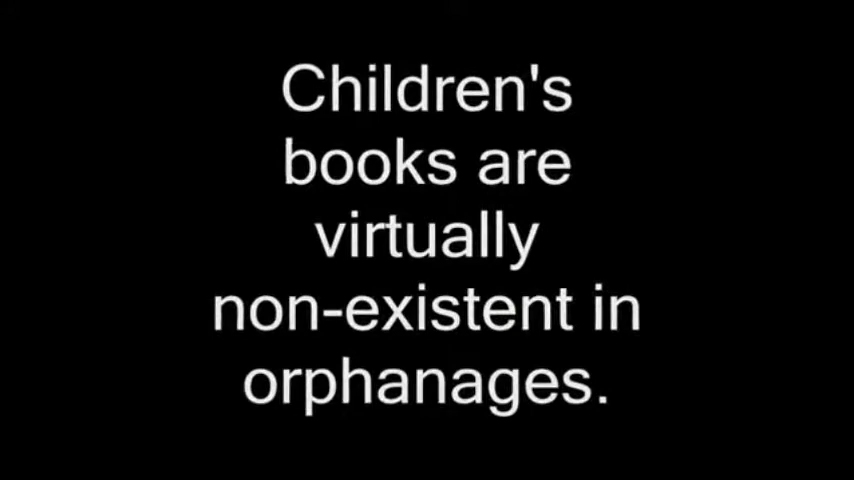 Children's
books are
virtually
non-existent in
orphanages.